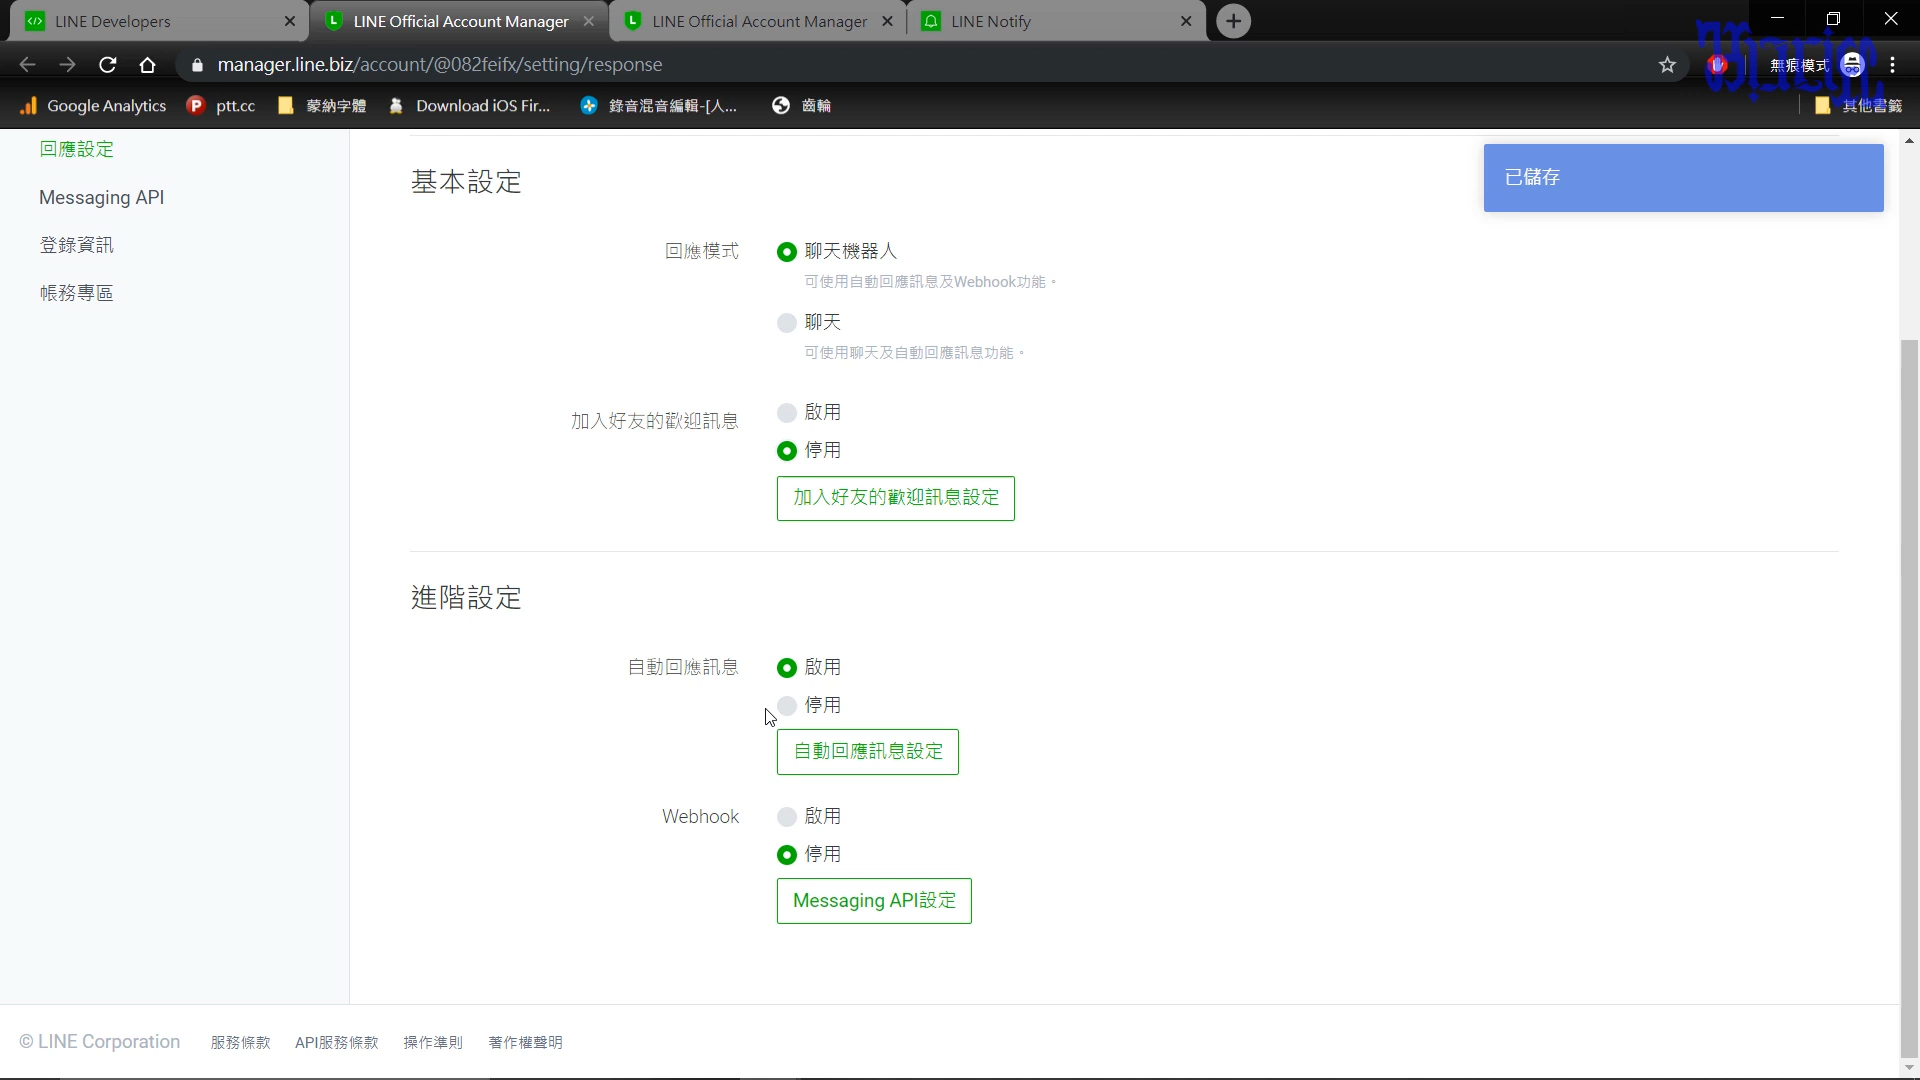 LINE Developers
LINE Official Account Manager
LINE Official Account Manager
LINE Notify
manager.line.biz/account/@082feifx/setting/response
無痕模式
Google Analytics
ptt.cc
蒙納字體
Download iOS Fir...
錄音混音編輯-[人...
齒輪
其他書籤
回應設定
Messaging API
登錄資訊
帳務專區
已儲存
基本設定
回應模式
聊天機器人
可使用自動回應訊息及Webhook功能。
聊天
可使用聊天及自動回應訊息功能。
加入好友的歡迎訊息
啟用
停用
加入好友的歡迎訊息設定
進階設定
自動回應訊息
啟用
停用
自動回應訊息設定
Webhook
啟用
停用
Messaging API設定
© LINE Corporation
服務條款
API服務條款
操作準則
著作權聲明